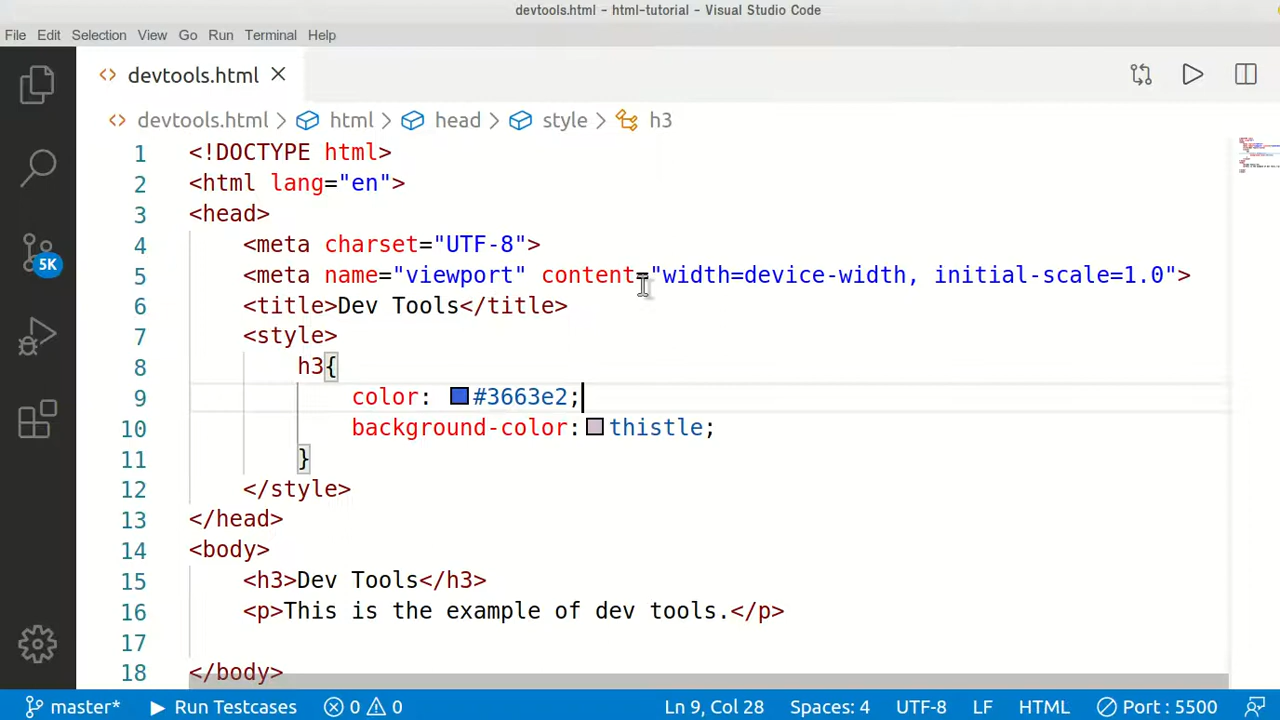 devtools.html - html-tutorial - Visual Studio Code
File Edit Selection View Go Run Terminal Help
devtools.html
devtools.html > html > head > style > h3
1 <!DOCTYPE html>
2 <html lang="en">
3 <head>
4 <meta charset="UTF-8">
5 <meta name="viewport" content="width=device-width, initial-scale=1.0">
6 <title>Dev Tools</title>
7 <style>
8 h3{
9 color: #3663e2;
10 background-color: thistle;
11 }
12 </style>
13 </head>
14 <body>
15 <h3>Dev Tools</h3>
16 <p>This is the example of dev tools.</p>
17
18 </body>
5K
master* Run Testcases 0 0 Ln 9, Col 28 Spaces: 4 UTF-8 LF HTML Port : 5500